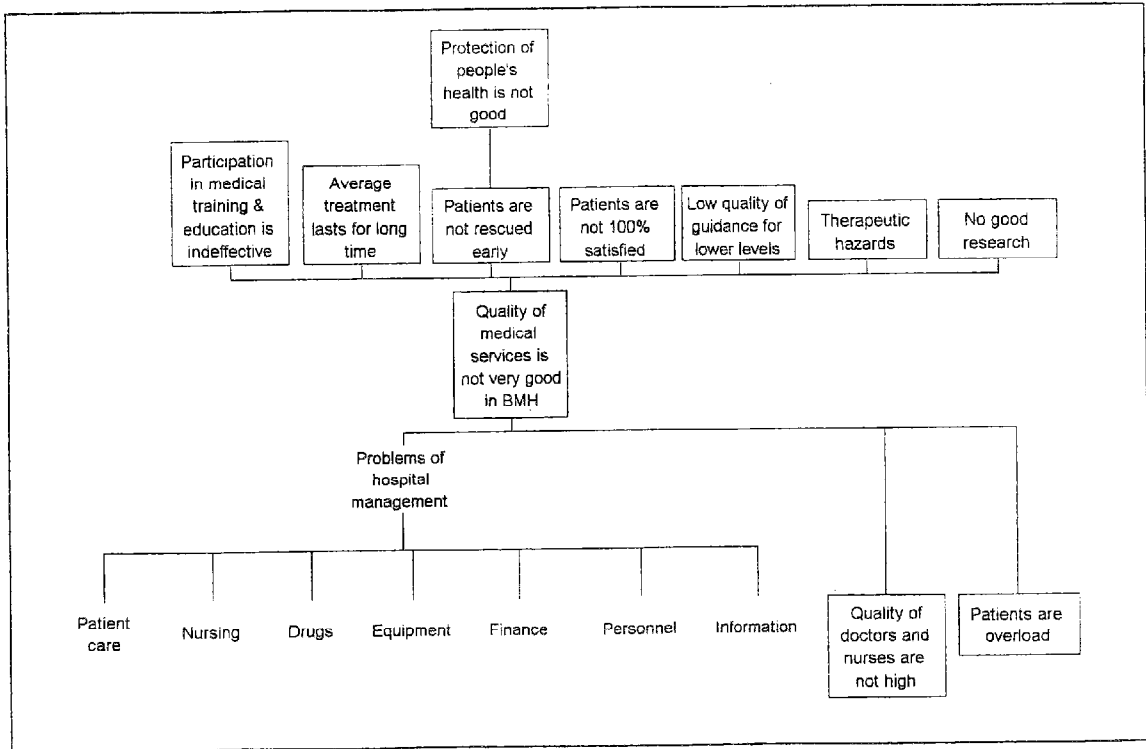 Protection of
people's
health is not
good
Participation
in medical
training &
education is
indeffective
Average
treatment
lasts for long
time
Patients are
not rescued
early
Patients are
not 100%
satisfied
Low quality of
guidance for
lower levels
Therapeutic
hazards
No good
research
Quality of
medical
services is
not very good
in BMH
Problems of
hospital
management
Patient
care
Nursing
Drugs
Equipment
Finance
Personnel
Information
Quality of
doctors and
nurses are
not high
Patients are
overload